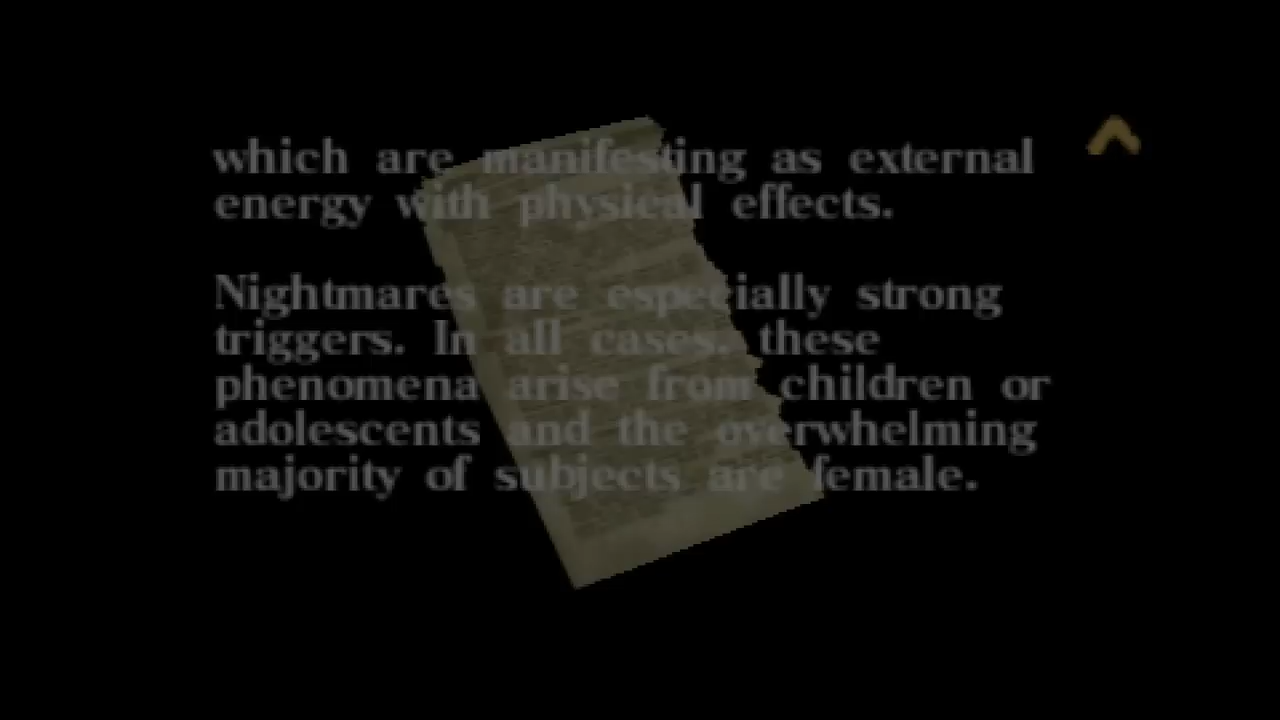 which are manifesting as external
energy with physical effects.
Nightmares are especially strong
triggers. In all cases. these
phenomena arise from children or
adolescents and the overwhelming
majority of subjects are female.